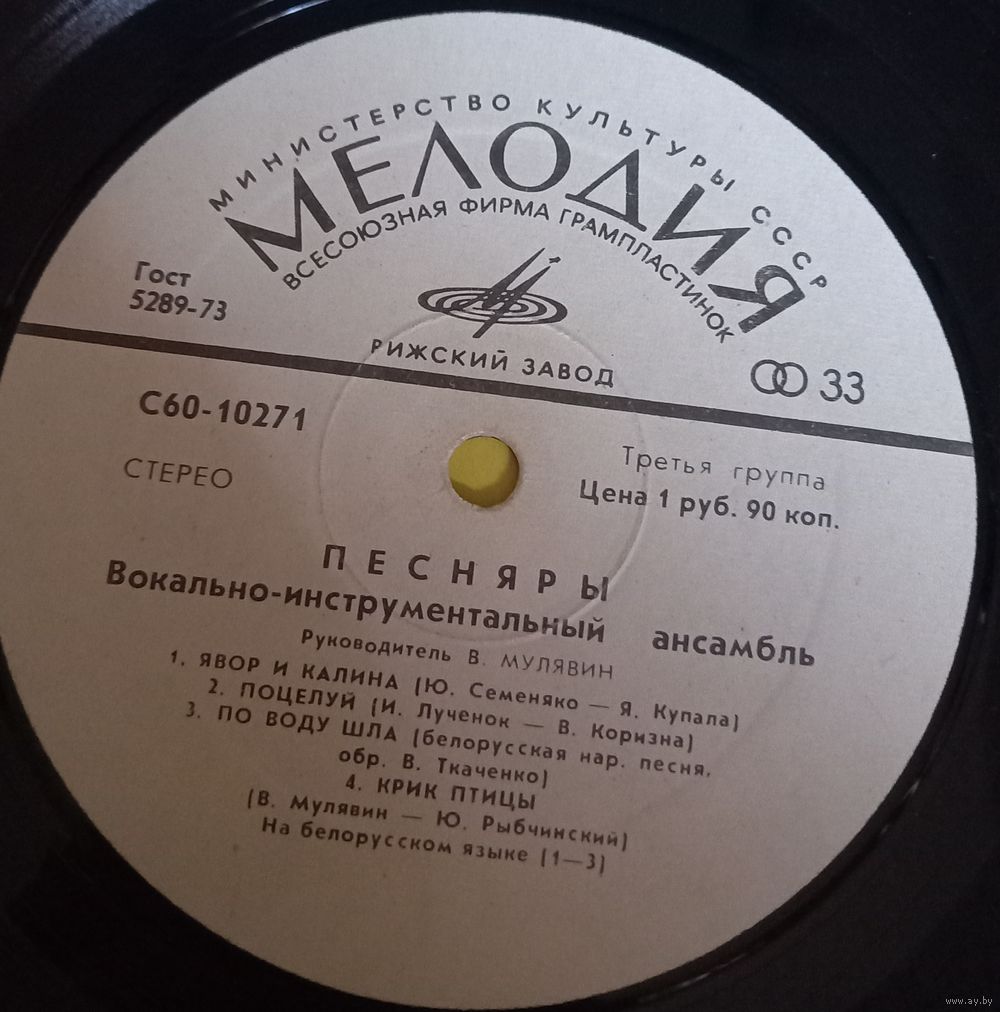 МИНИСТЕРСТВО КУЛЬТУРЫ СССР
МЕЛОДИЯ
ВСЕСОЮЗНАЯ ФИРМА ГРАМПЛАСТИНОК
Гост
5289-73
РИЖСКИЙ ЗАВОД
33
С60-10271
СТЕРЕО
Третья группа
Цена 1 руб. 90 коп.
ПЕСНЯРЫ
Вокально-инструментальный ансамбль
Руководитель В. МУЛЯВИН
1. ЯВОР И КАЛИНА (Ю. Семеняко — Я. Купала)
2. ПОЦЕЛУЙ (И. Лученок — В. Коризна)
3. ПО ВОДУ ШЛА (белорусская нар. песня,
обр. В. Ткаченко)
4. КРИК ПТИЦЫ
(В. Мулявин — Ю. Рыбчинский)
На белорусском языке (1—3)
www.ay.by